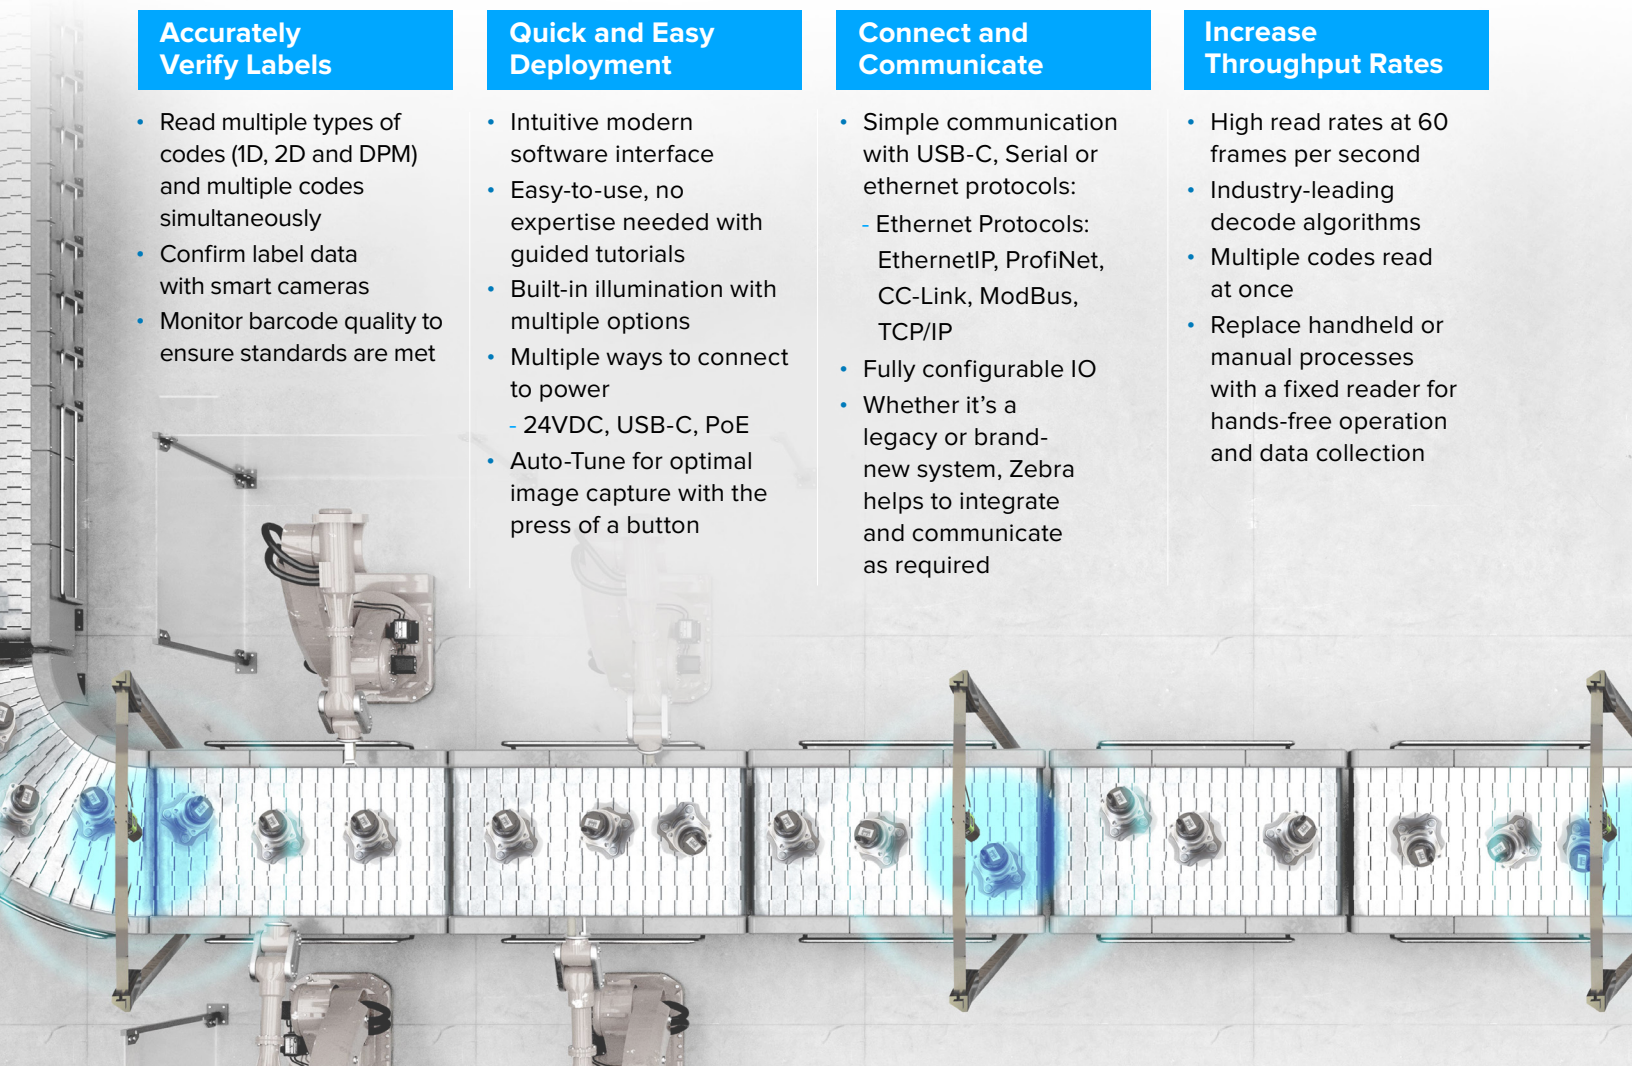 Accurately
Verify Labels
• Read multiple types of
codes (1D, 2D and DPM)
and multiple codes
simultaneously
• Confirm label data
with smart cameras
• Monitor barcode quality to
ensure standards are met
Quick and Easy
Deployment
• Intuitive modern
software interface
• Easy-to-use, no
expertise needed with
guided tutorials
• Built-in illumination with
multiple options
• Multiple ways to connect
to power
- 24VDC, USB-C, PoE
• Auto-Tune for optimal
image capture with the
press of a button
Connect and
Communicate
• Simple communication
with USB-C, Serial or
ethernet protocols:
- Ethernet Protocols:
EthernetIP, ProfiNet,
CC-Link, ModBus,
TCP/IP
• Fully configurable IO
• Whether it’s a
legacy or brand-
new system, Zebra
helps to integrate
and communicate
as required
Increase
Throughput Rates
• High read rates at 60
frames per second
• Industry-leading
decode algorithms
• Multiple codes read
at once
• Replace handheld or
manual processes
with a fixed reader for
hands-free operation
and data collection